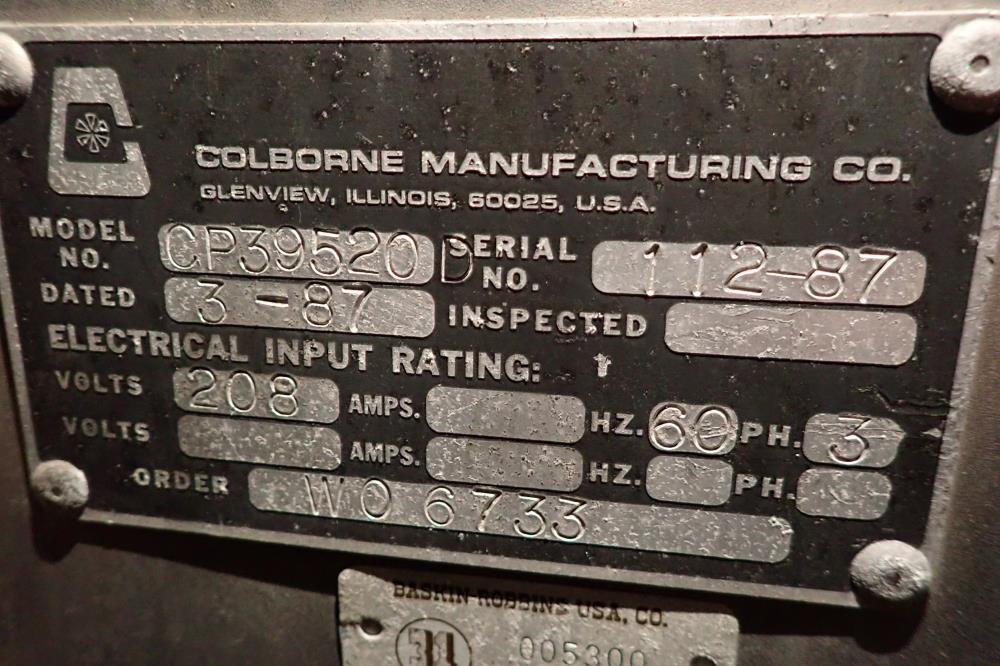 COLBORNE MANUFACTURING CO.
GLENVIEW, ILLINOIS, 60025, U.S.A.
MODEL NO. CP39520D SERIAL NO. 112-87
DATED 3-87 INSPECTED
ELECTRICAL INPUT RATING:
VOLTS 208 AMPS. HZ. 60 PH. 3
VOLTS AMPS. HZ. PH.
ORDER WO 6733
BASKIN-ROBBINS USA, CO.
005300